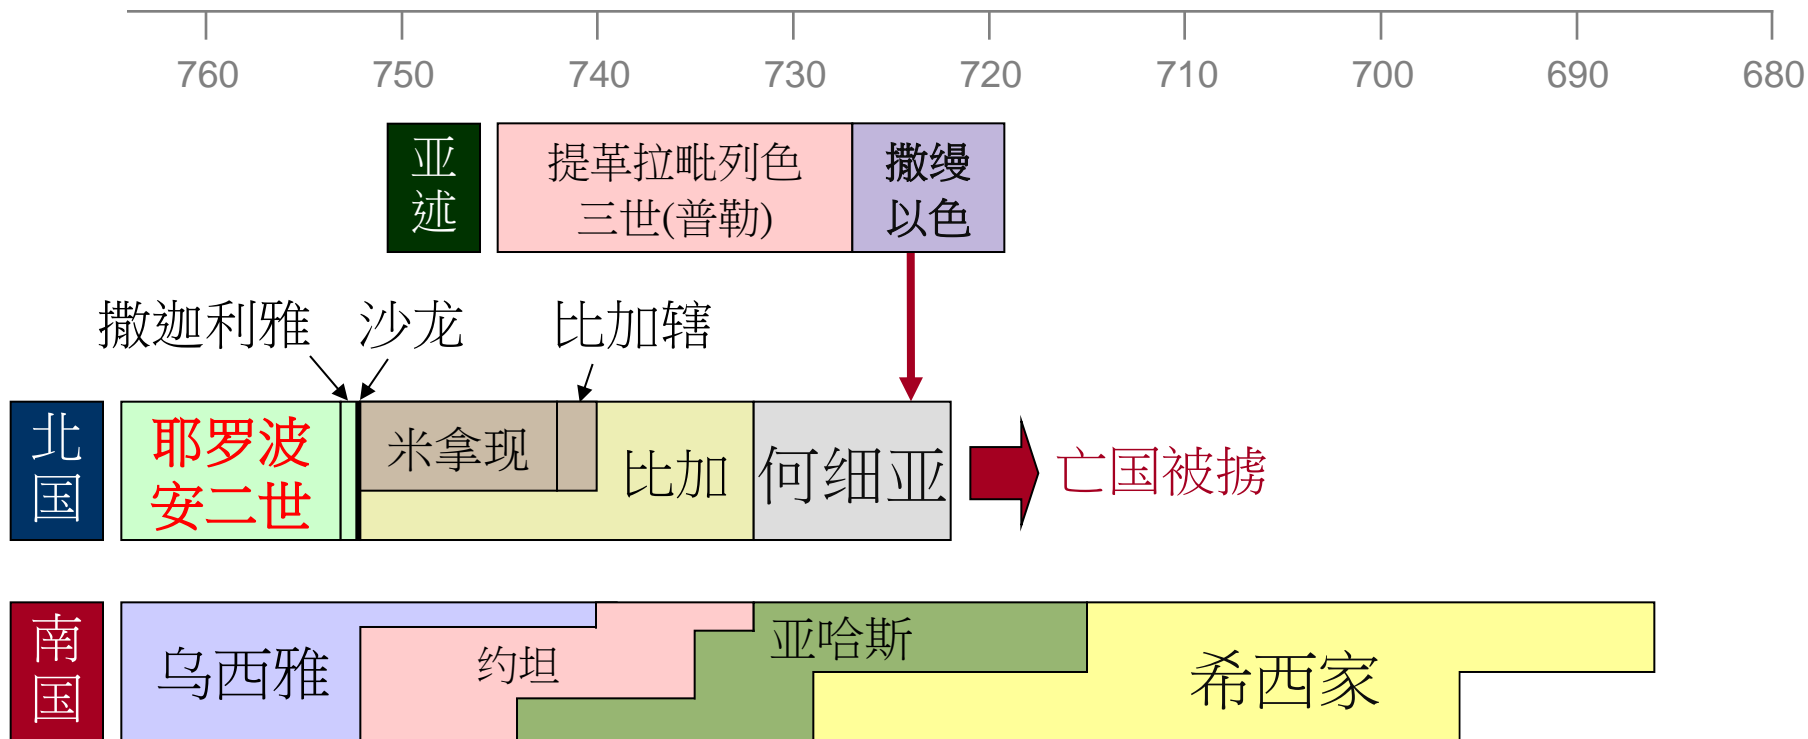 760 750 740 730 720 710 700 690 680
亚述
提革拉毗列色
三世(普勒)
撒缦
以色
撒迦利雅
沙龙
比加辖
北国
耶罗波
安二世
米拿现
比加
何细亚
亡国被掳
南国
乌西雅
约坦
亚哈斯
希西家